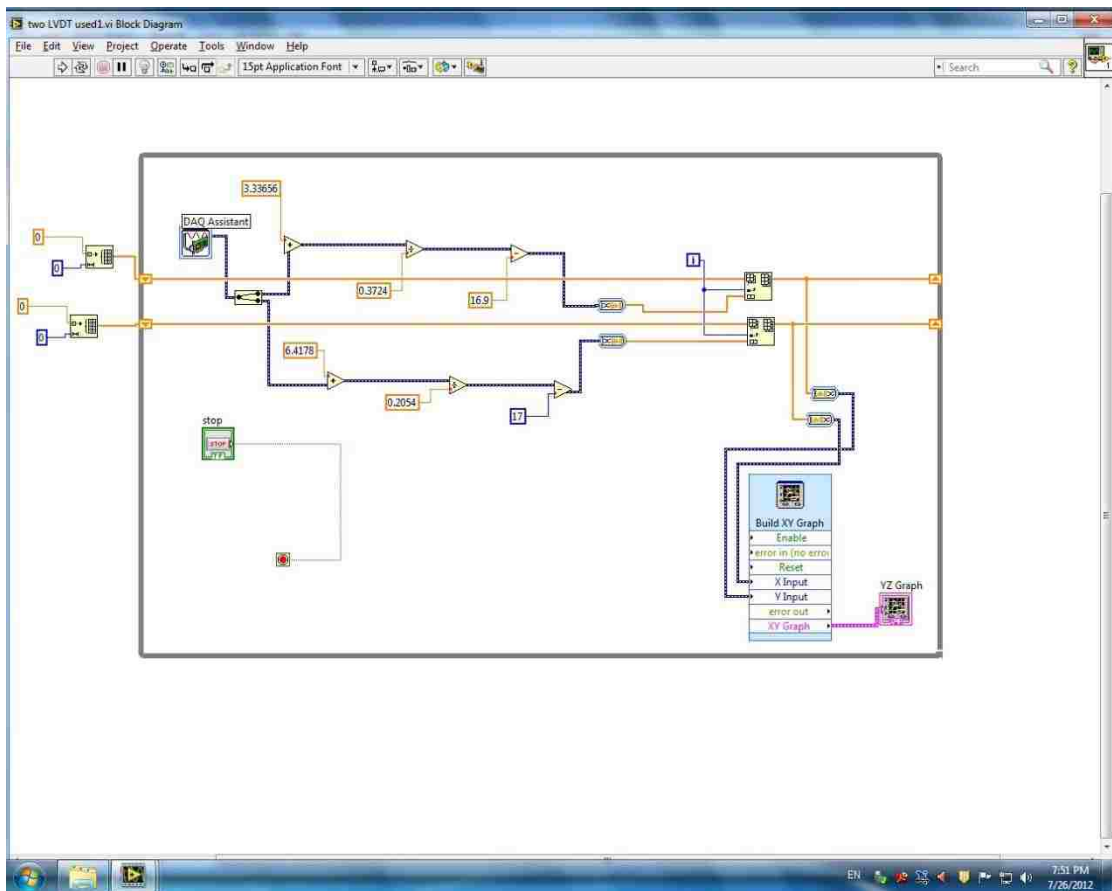 two LVDT used1.vi Block Diagram
File Edit View Project Operate Tools Window Help
15pt Application Font
Search
3.33656
DAQ Assistant
0
0
0.3724
16.9
i
0
0
6.4178
0.2054
17
stop
STOP
TF
Build XY Graph
Enable
error in (no erro
Reset
X Input
Y Input
error out
XY Graph
YZ Graph
EN
7:51 PM
7/26/2012